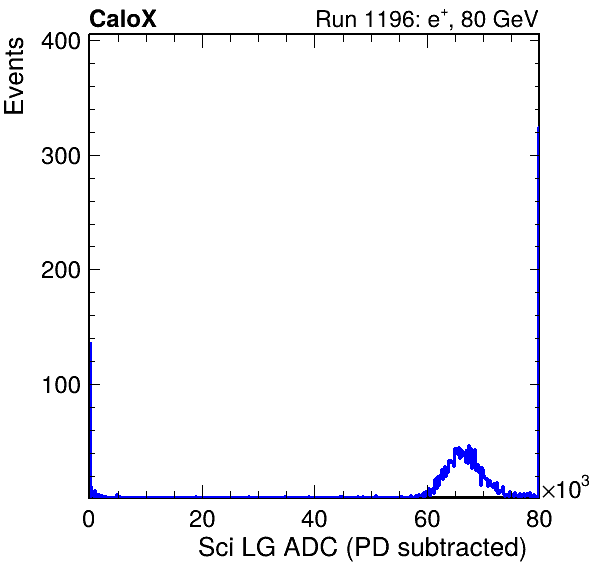 CaloX Run 1196: e⁺, 80 GeV
Events
400
300
200
100
0 20 40 60 80 ×10³
Sci LG ADC (PD subtracted)